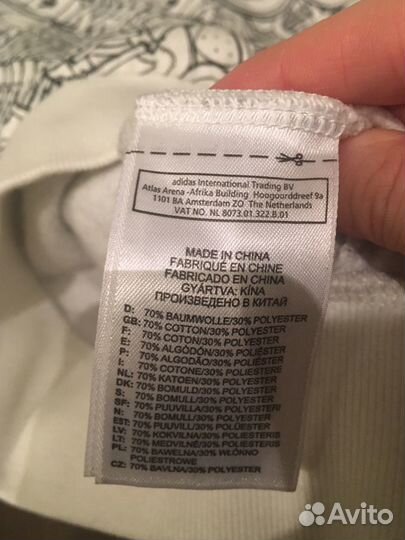 adidas International Trading BV
Atlas Arena -Afrika Building Hoogoorddreef 9a
1101 BA Amsterdam ZO The Netherlands
VAT NO. NL 8073.01.322.B.01
MADE IN CHINA
FABRIQUÉ EN CHINE
FABRICADO EN CHINA
GYÁRTVA: KÍNA
ПРОИЗВЕДЕНО В КИТАЙ
D: 70% BAUMWOLLE/30% POLYESTER
GB: 70% COTTON/30% POLYESTER
F: 70% COTON/30% POLYESTER
E: 70% ALGODÓN/30% POLIÉSTER
P: 70% ALGODÃO/30% POLIÉSTER
I: 70% COTONE/30% POLIESTERE
NL: 70% KATOEN/30% POLYESTER
DK: 70% BOMULD/30% POLYESTER
S: 70% BOMULL/30% POLYESTER
SF: 70% PUUVILLA/30% POLYESTERI
N: 70% BOMULL/30% POLYESTER
EST: 70% PUUVILL/30% POLÜESTER
LV: 70% KOKVILNA/30% POLIESTERIS
LT: 70% MEDVILNĖ/30% POLIESTERIS
PL: 70% BAWEŁNA/30% WŁÓKNO
POLIESTROWE
CZ: 70% BAVLNA/30% POLYESTER
Avito